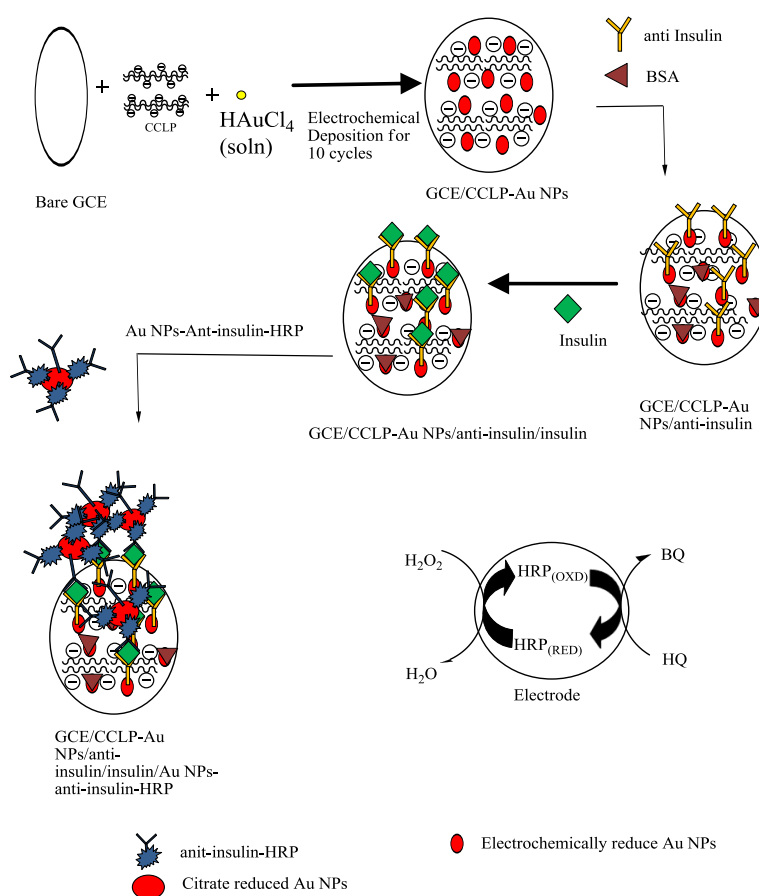 anti Insulin
BSA
CCLP
HAuCl4
(soln)
Electrochemical
Deposition for
10 cycles
Bare GCE
GCE/CCLP-Au NPs
Au NPs-Ant-insulin-HRP
Insulin
GCE/CCLP-Au
NPs/anti-insulin
GCE/CCLP-Au NPs/anti-insulin/insulin
H2O2
HRP(OXD)
BQ
HRP(RED)
H2O
HQ
Electrode
GCE/CCLP-Au
NPs/anti-
insulin/insulin/Au NPs-
anti-insulin-HRP
anit-insulin-HRP
Electrochemically reduce Au NPs
Citrate reduced Au NPs